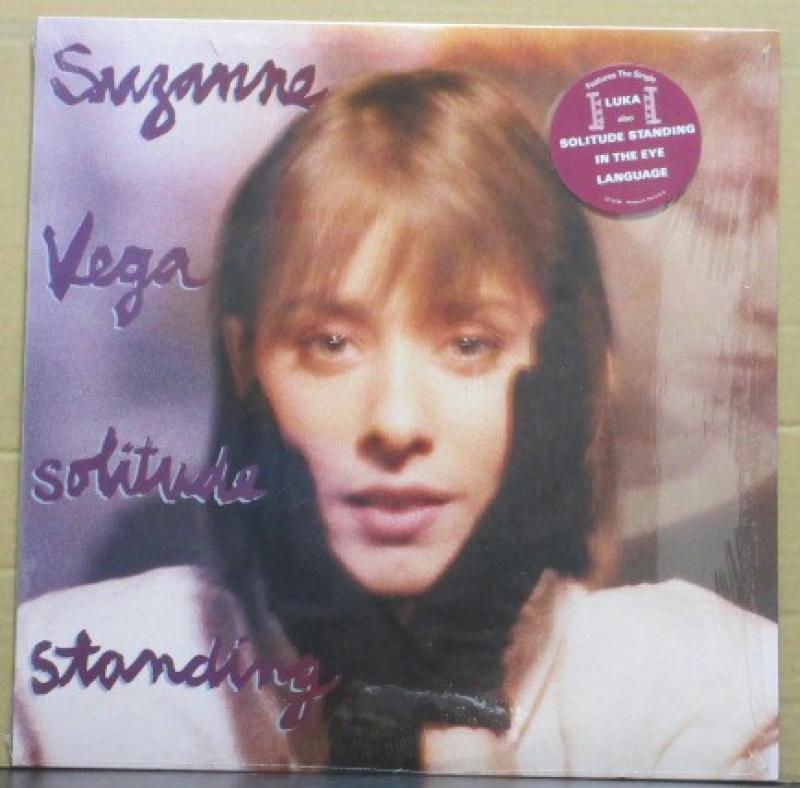 Suzanne
Vega
solitude
standing
Features The Single
LUKA
also
SOLITUDE STANDING
IN THE EYE
LANGUAGE